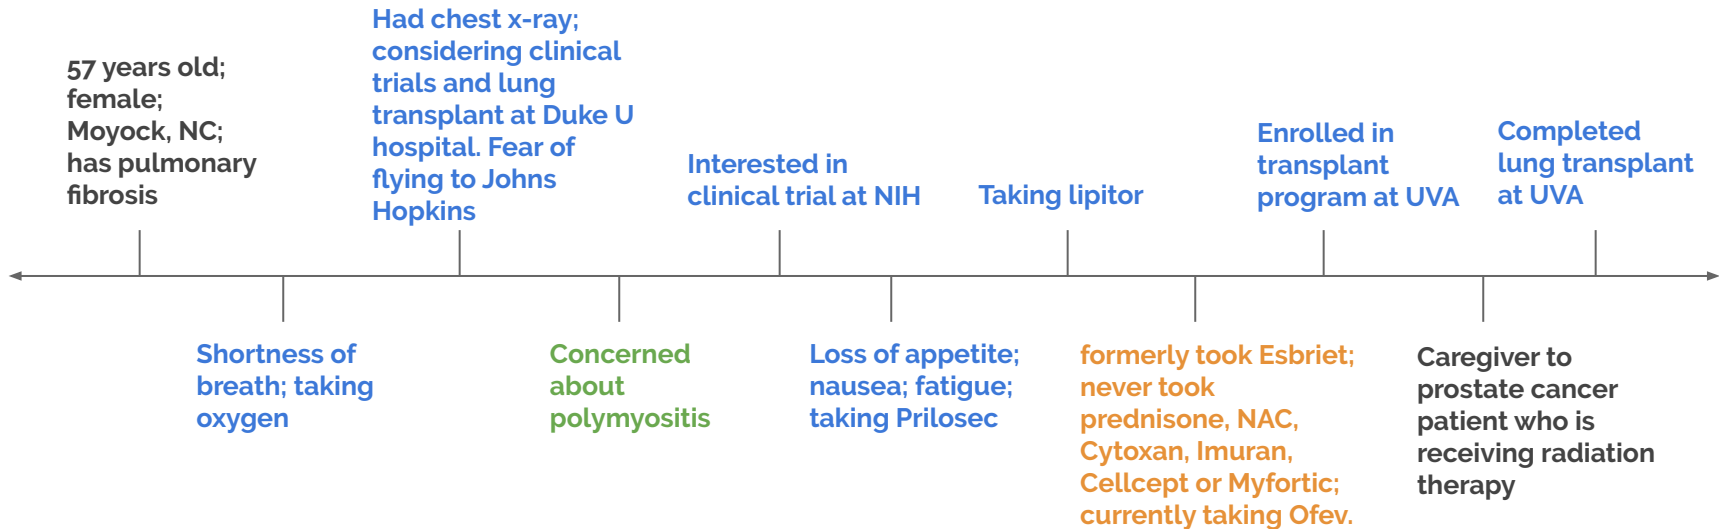 57 years old;
female;
Moyock, NC;
has pulmonary
fibrosis
Shortness of
breath; taking
oxygen
Had chest x-ray;
considering clinical
trials and lung
transplant at Duke U
hospital. Fear of
flying to Johns
Hopkins
Concerned
about
polymyositis
Interested in
clinical trial at NIH
Loss of appetite;
nausea; fatigue;
taking Prilosec
Taking lipitor
formerly took Esbriet;
never took
prednisone, NAC,
Cytoxan, Imuran,
Cellcept or Myfortic;
currently taking Ofev.
Enrolled in
transplant
program at UVA
Caregiver to
prostate cancer
patient who is
receiving radiation
therapy
Completed
lung transplant
at UVA